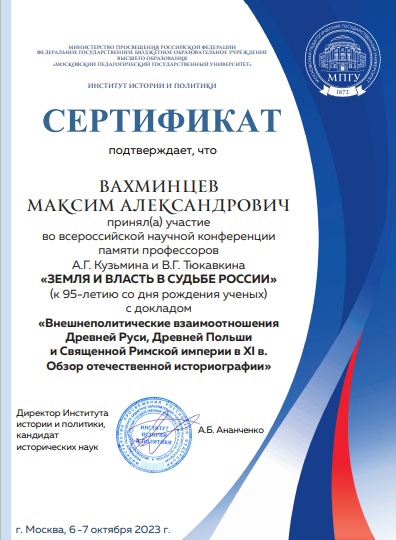 МИНИСТЕРСТВО ПРОСВЕЩЕНИЯ РОССИЙСКОЙ ФЕДЕРАЦИИ
ФЕДЕРАЛЬНОЕ ГОСУДАРСТВЕННОЕ БЮДЖЕТНОЕ ОБРАЗОВАТЕЛЬНОЕ УЧРЕЖДЕНИЕ
ВЫСШЕГО ОБРАЗОВАНИЯ
«МОСКОВСКИЙ ПЕДАГОГИЧЕСКИЙ ГОСУДАРСТВЕННЫЙ УНИВЕРСИТЕТ»
МПГУ
1872
ИНСТИТУТ ИСТОРИИ И ПОЛИТИКИ
СЕРТИФИКАТ
подтверждает, что
ВАХМИНЦЕВ
МАКСИМ АЛЕКСАНДРОВИЧ
принял(а) участие
во всероссийской научной конференции
памяти профессоров
А.Г. Кузьмина и В.Г. Тюкавкина
«ЗЕМЛЯ И ВЛАСТЬ В СУДЬБЕ РОССИИ»
(к 95-летию со дня рождения ученых)
с докладом
«Внешнеполитические взаимоотношения
Древней Руси, Древней Польши
и Священной Римской империи в XI в.
Обзор отечественной историографии»
Директор Института
истории и политики,
кандидат
исторических наук
ИНСТИТУТ
ИСТОРИИ
И ПОЛИТИКИ
А.Б. Ананченко
г. Москва, 6-7 октября 2023 г.